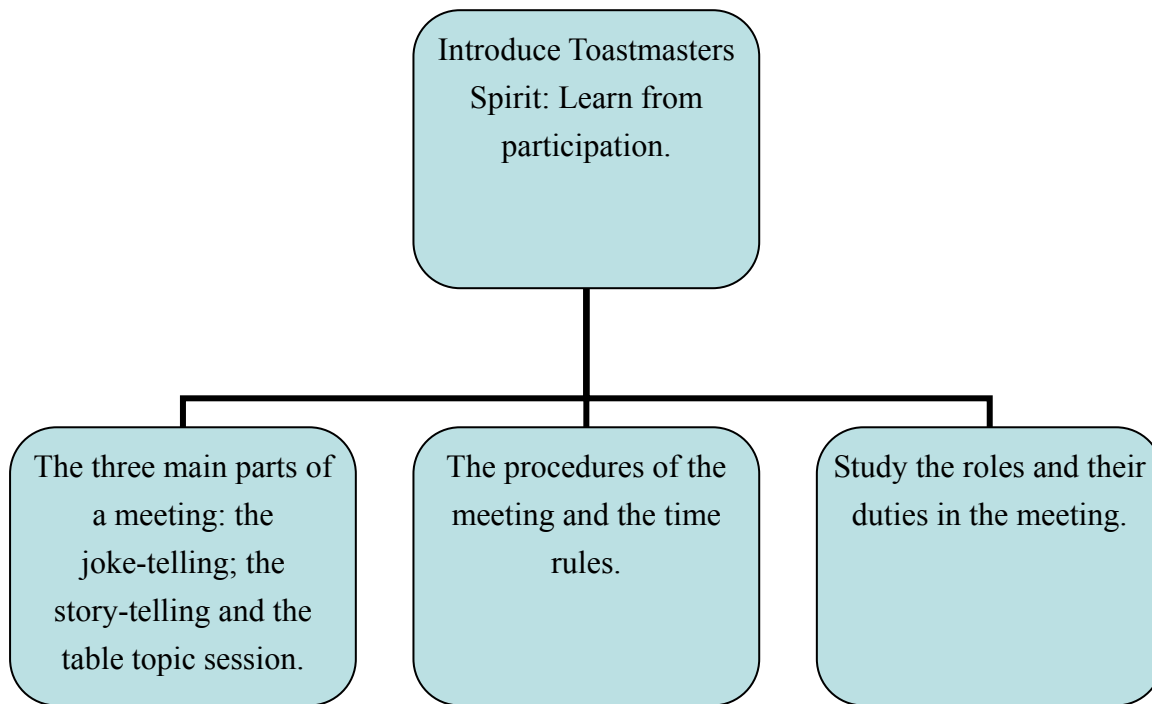 Introduce Toastmasters
Spirit: Learn from
participation.
The three main parts of
a meeting: the
joke-telling; the
story-telling and the
table topic session.
The procedures of the
meeting and the time
rules.
Study the roles and their
duties in the meeting.